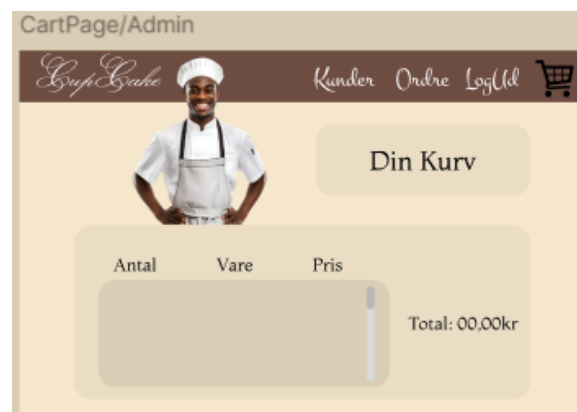 CartPage/Admin
CupCake Kunder Ordre LogUd
Din Kurv
Antal Vare Pris
Total: 00,00kr